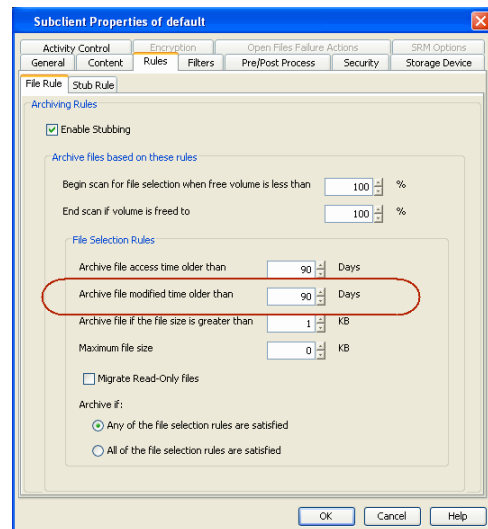 Subclient Properties of default
Activity Control Encryption Open Files Failure Actions SRM Options
General Content Rules Filters Pre/Post Process Security Storage Device
File Rule Stub Rule
Archiving Rules
Enable Stubbing
Archive files based on these rules
Begin scan for file selection when free volume is less than 100 %
End scan if volume is freed to 100 %
File Selection Rules
Archive file access time older than 90 Days
Archive file modified time older than 90 Days
Archive file if the file size is greater than 1 KB
Maximum file size 0 KB
Migrate Read-Only files
Archive if:
Any of the file selection rules are satisfied
All of the file selection rules are satisfied
OK Cancel Help